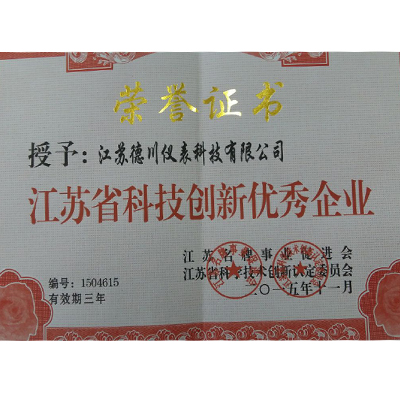 荣誉证书
授予：江苏德川仪表科技有限公司
江苏省科技创新优秀企业
江苏名牌事业促进会
江苏省科学技术创新认定委员会
二〇一五年十一月
编号：1504615
有效期三年